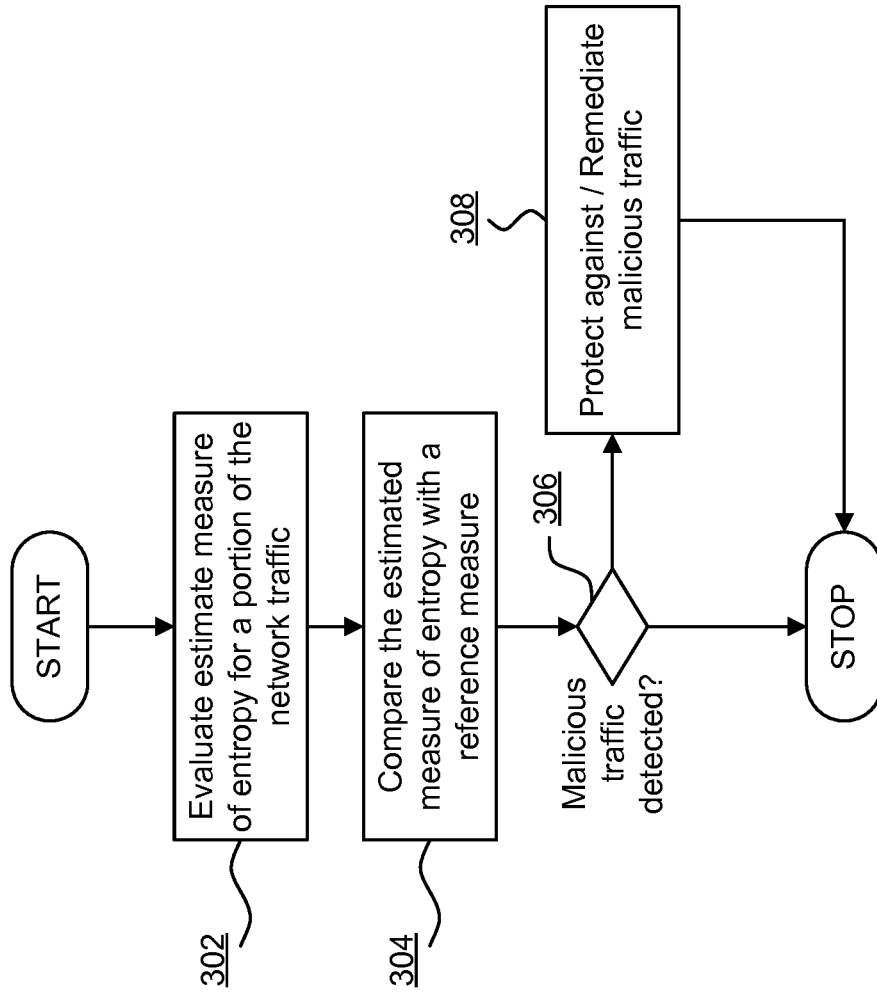 START
302
Evaluate estimate measure
of entropy for a portion of the
network traffic
304
Compare the estimated
measure of entropy with a
reference measure
Malicious
traffic
detected?
306
308
Protect against / Remediate
malicious traffic
STOP